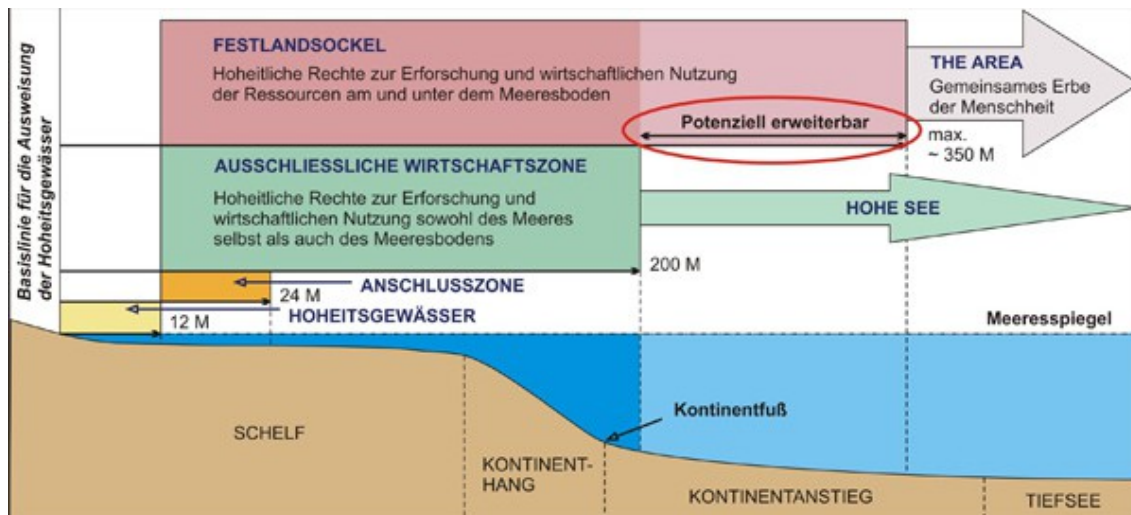 Basislinie für die Ausweisung
der Hoheitsgewässer
FESTLANDSOCKEL
Hoheitliche Rechte zur Erforschung und wirtschaftlichen Nutzung
der Ressourcen am und unter dem Meeresboden
THE AREA
Gemeinsames Erbe
der Menschheit
Potenziell erweiterbar
max.
~ 350 M
AUSSCHLIESSLICHE WIRTSCHAFTSZONE
Hoheitliche Rechte zur Erforschung und
wirtschaftlichen Nutzung sowohl des Meeres
selbst als auch des Meeresbodens
HOHE SEE
200 M
ANSCHLUSSZONE
24 M
HOHEITSGEWÄSSER
12 M
Meeresspiegel
Kontinentfuß
SCHELF
KONTINENT-
HANG
KONTINENTANSTIEG
TIEFSEE